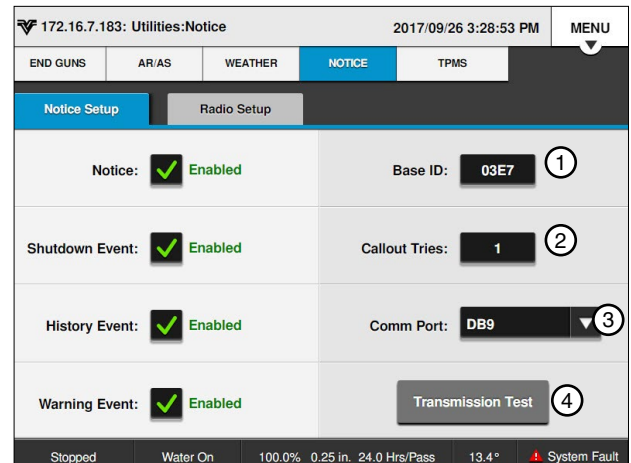 172.16.7.183: Utilities:Notice 2017/09/26 3:28:53 PM MENU
END GUNS AR/AS WEATHER NOTICE TPMS
Notice Setup Radio Setup
Notice: Enabled Base ID: 03E7 1
Shutdown Event: Enabled Callout Tries: 1 2
History Event: Enabled Comm Port: DB9 3
Warning Event: Enabled Transmission Test 4
Stopped Water On 100.0% 0.25 in. 24.0 Hrs/Pass 13.4° System Fault